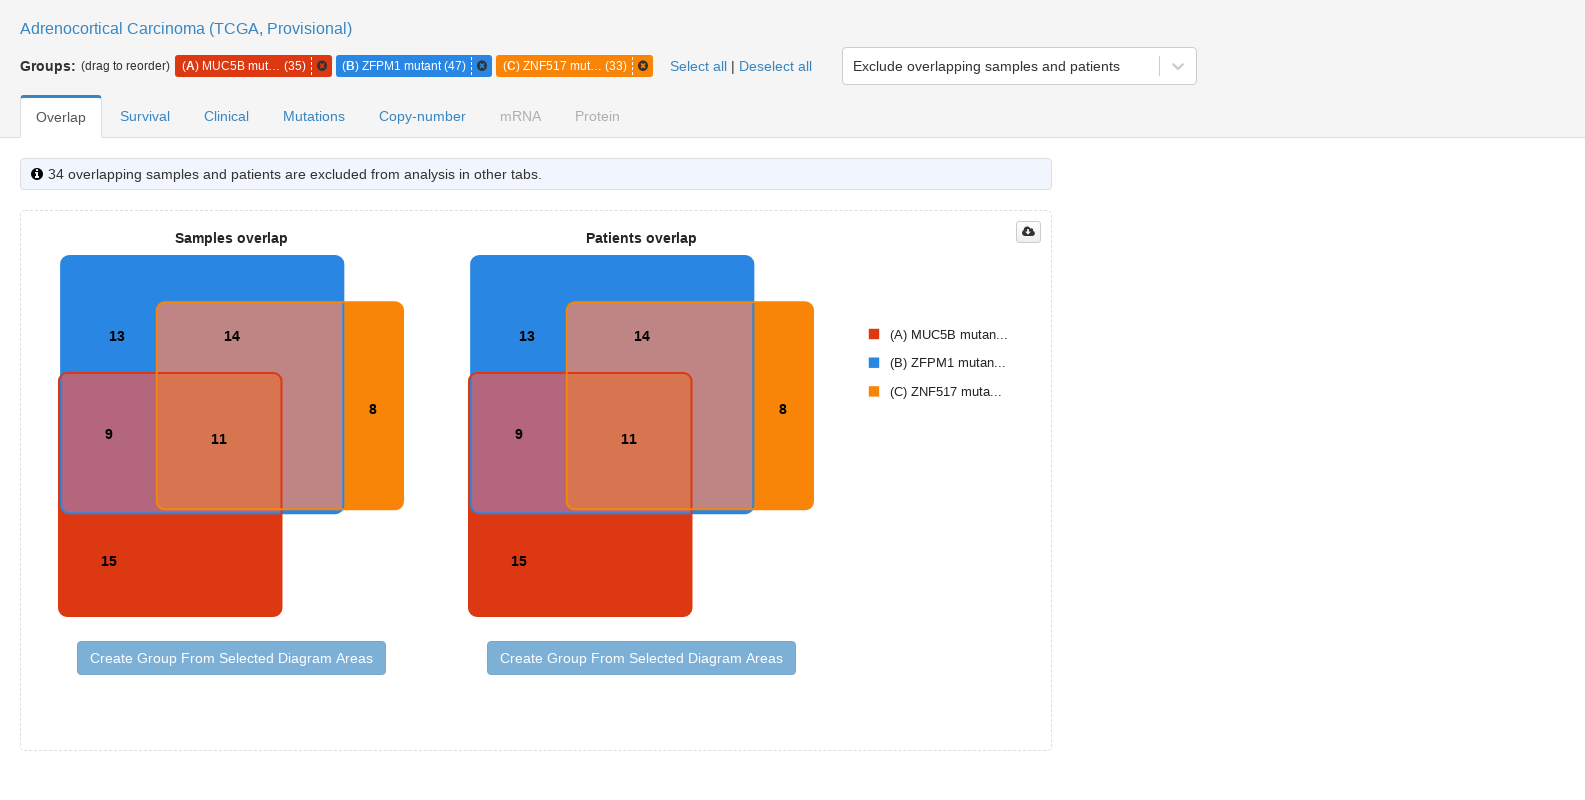 Adrenocortical Carcinoma (TCGA, Provisional)
Groups: (drag to reorder) (A) MUC5B mut... (35) (B) ZFPM1 mutant (47) (C) ZNF517 mut... (33) Select all | Deselect all Exclude overlapping samples and patients
Overlap Survival Clinical Mutations Copy-number mRNA Protein
34 overlapping samples and patients are excluded from analysis in other tabs.
Samples overlap Patients overlap
13 14 13 14
(A) MUC5B mutan...
(B) ZFPM1 mutan...
(C) ZNF517 muta...
8 8
9 11 9 11
15 15
Create Group From Selected Diagram Areas Create Group From Selected Diagram Areas